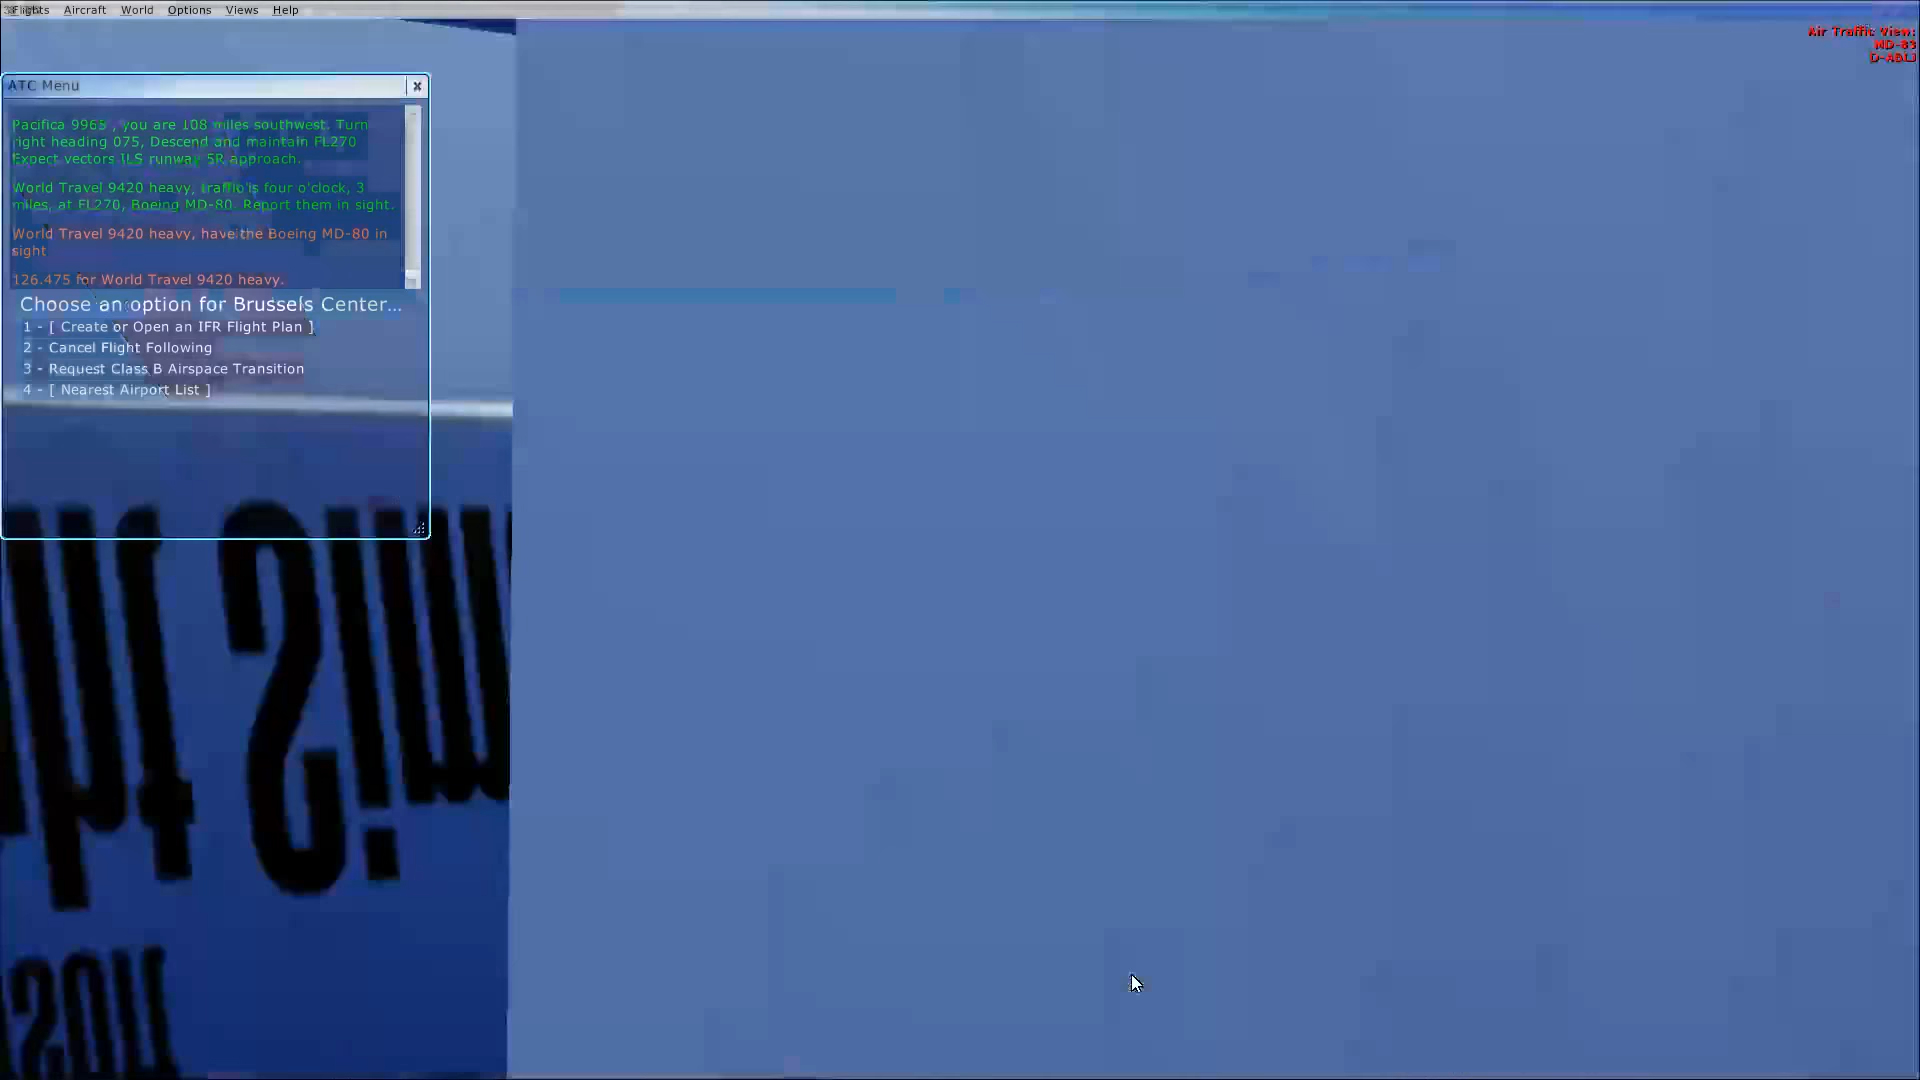 Flights Aircraft World Options Views Help
Air Traffic View:
MD-83
D-ABLJ
ATC Menu
Pacifica 9965 , you are 108 miles southwest. Turn
right heading 075, Descend and maintain FL270
Expect vectors ILS runway 5R approach.
World Travel 9420 heavy, traffic is four o'clock, 3
miles, at FL270, Boeing MD-80. Report them in sight.
World Travel 9420 heavy, have the Boeing MD-80 in
sight
126.475 for World Travel 9420 heavy.
Choose an option for Brussels Center...
1 - [ Create or Open an IFR Flight Plan ]
2 - Cancel Flight Following
3 - Request Class B Airspace Transition
4 - [ Nearest Airport List ]